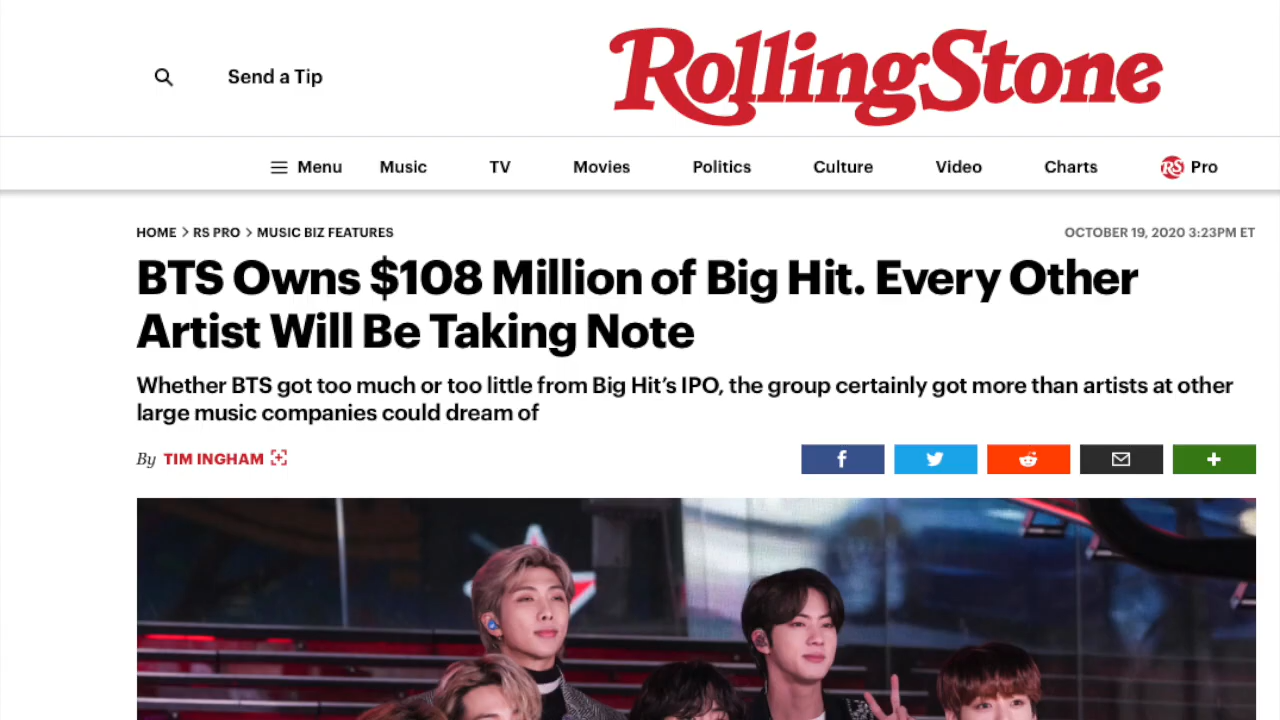 Send a Tip
RollingStone
Menu Music TV Movies Politics Culture Video Charts RS Pro
HOME > RS PRO > MUSIC BIZ FEATURES
OCTOBER 19, 2020 3:23PM ET
BTS Owns $108 Million of Big Hit. Every Other
Artist Will Be Taking Note
Whether BTS got too much or too little from Big Hit’s IPO, the group certainly got more than artists at other
large music companies could dream of
By TIM INGHAM